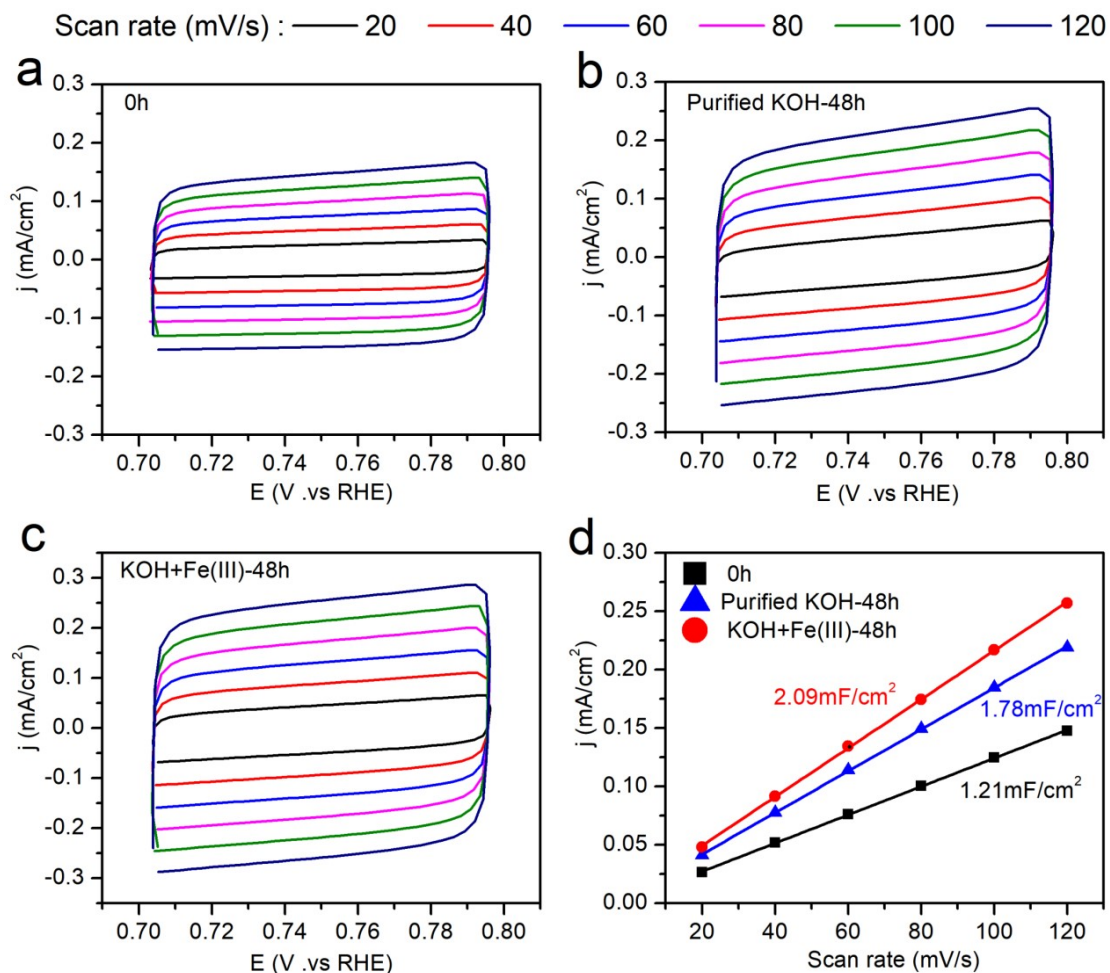 Scan rate (mV/s) : 20 40 60 80 100 120
a
0h
0.3
0.2
0.1
0.0
-0.1
-0.2
-0.3
j (mA/cm²)
0.70 0.72 0.74 0.76 0.78 0.80
E (V .vs RHE)
b
Purified KOH-48h
0.3
0.2
0.1
0.0
-0.1
-0.2
-0.3
j (mA/cm²)
0.70 0.72 0.74 0.76 0.78 0.80
E (V .vs RHE)
c
KOH+Fe(III)-48h
0.3
0.2
0.1
0.0
-0.1
-0.2
-0.3
j (mA/cm²)
0.70 0.72 0.74 0.76 0.78 0.80
E (V .vs RHE)
d
0h
Purified KOH-48h
KOH+Fe(III)-48h
2.09mF/cm²
1.78mF/cm²
1.21mF/cm²
0.30
0.25
0.20
0.15
0.10
0.05
0.00
j (mA/cm²)
20 40 60 80 100 120
Scan rate (mV/s)